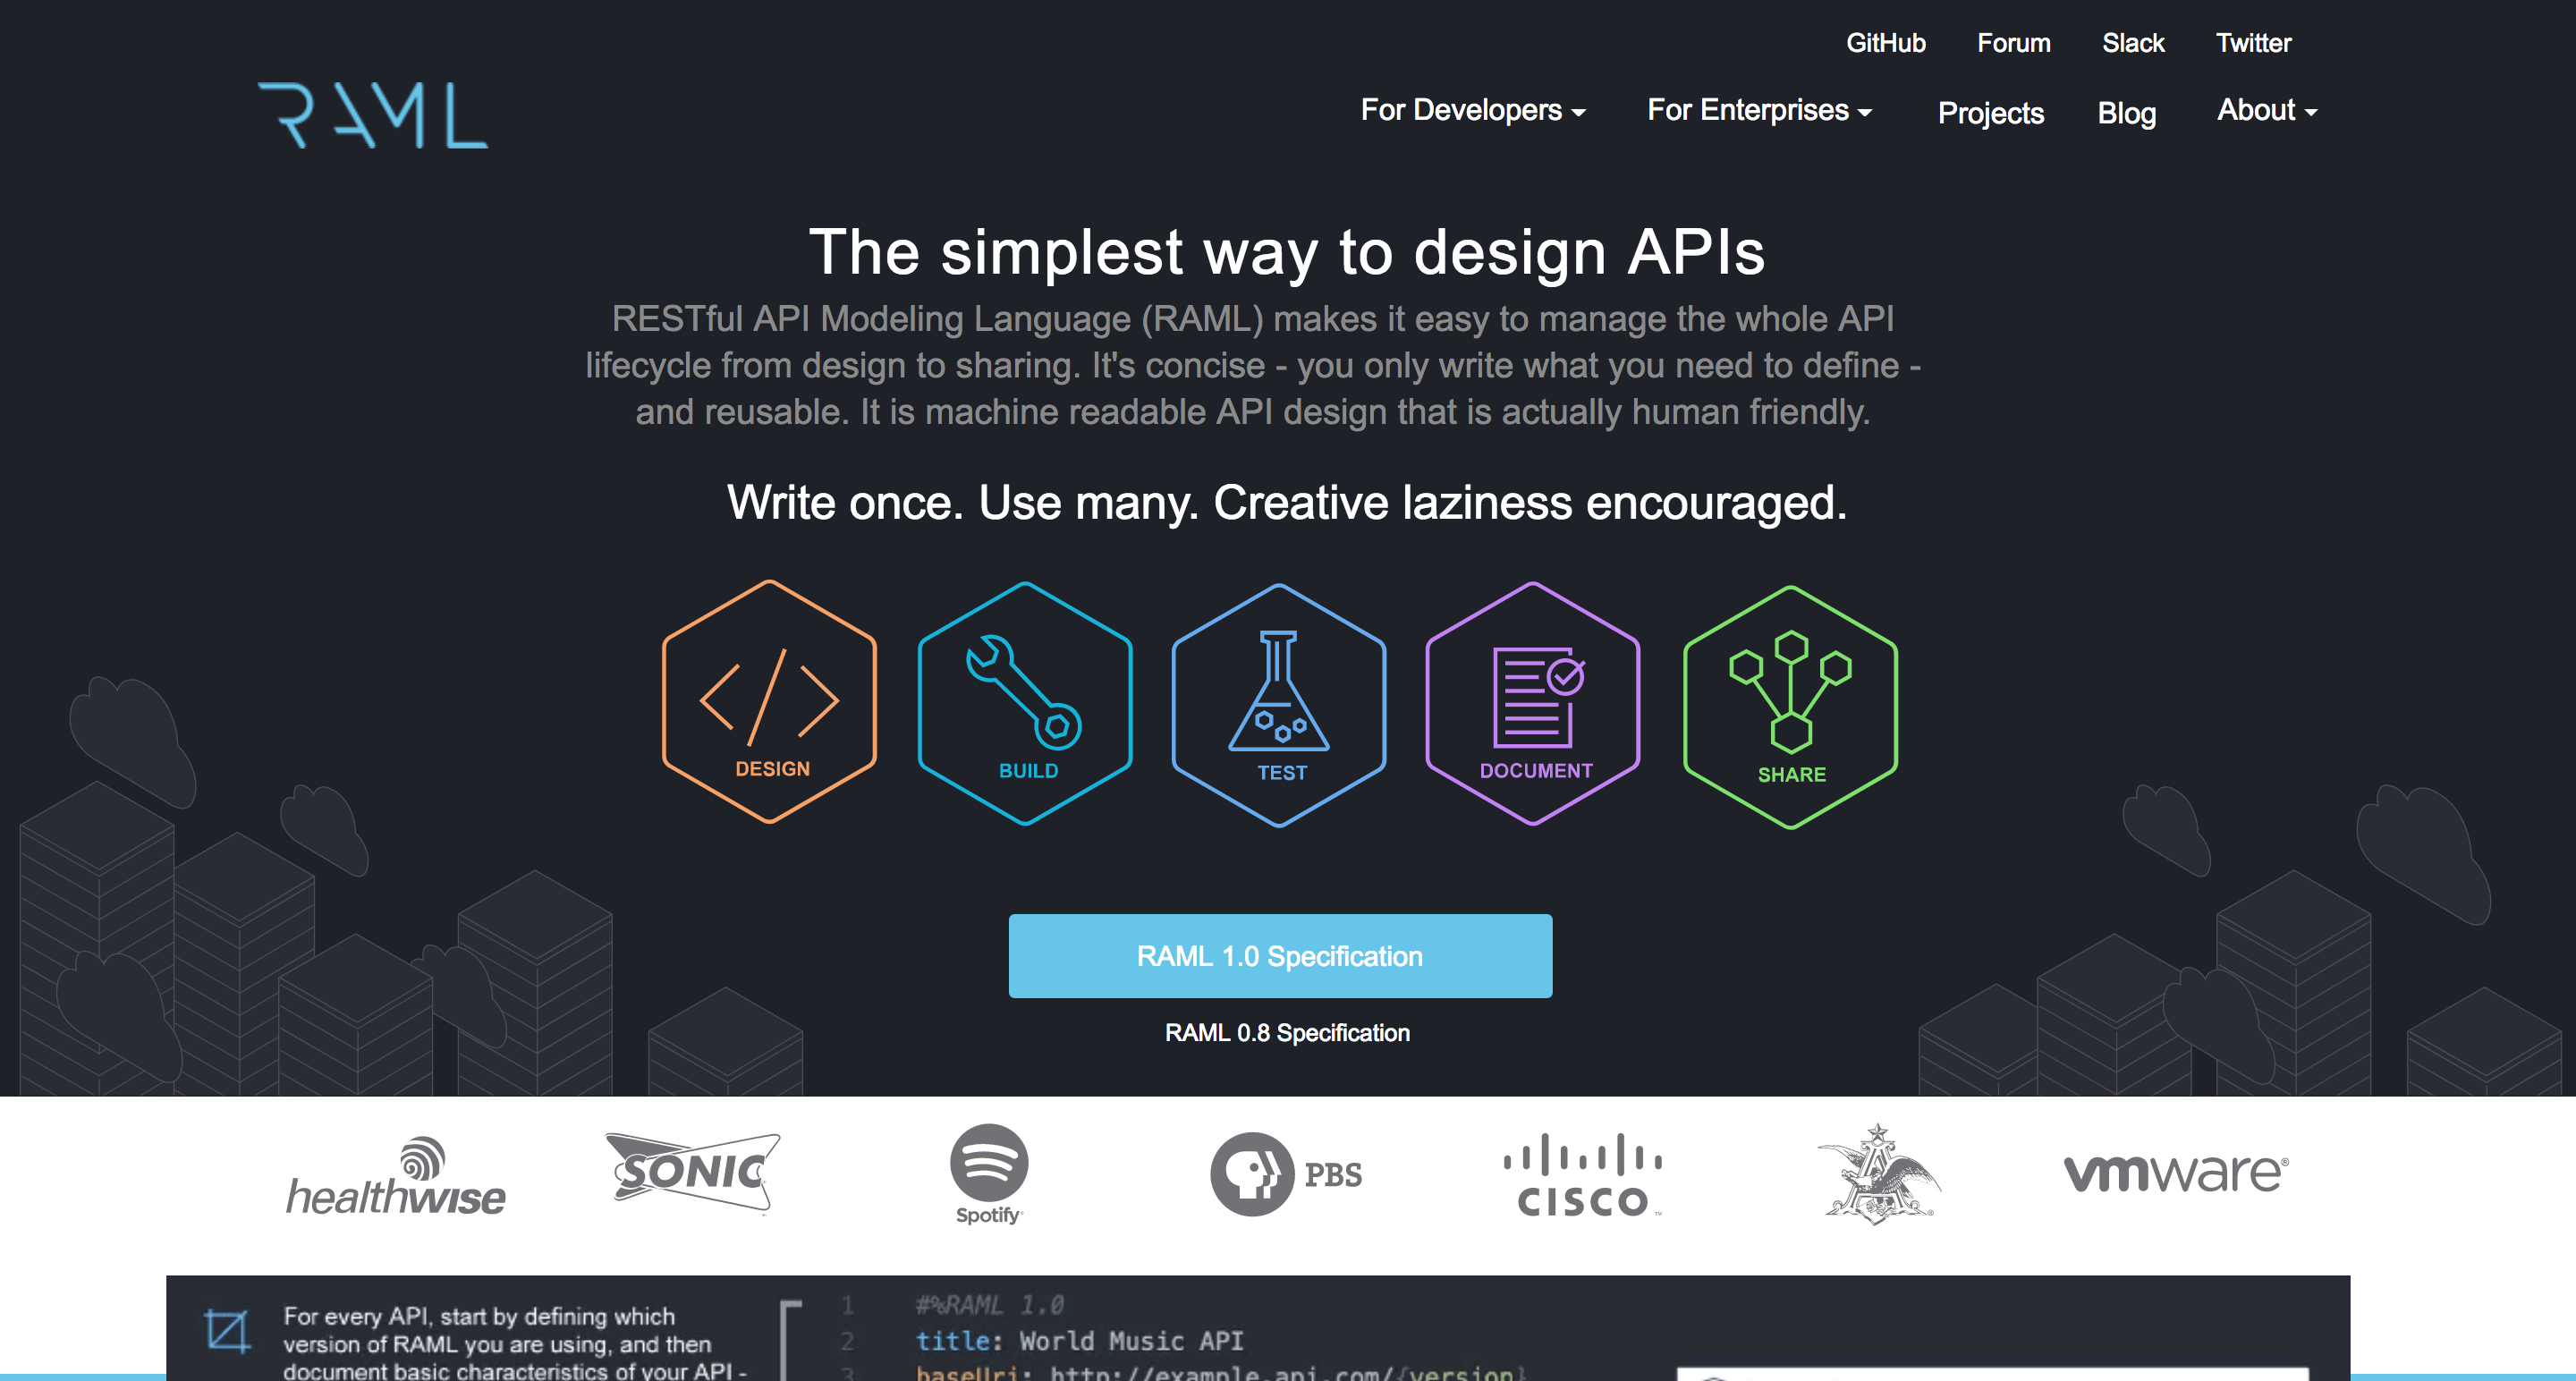 GitHub Forum Slack Twitter
RAML
For Developers For Enterprises Projects Blog About
The simplest way to design APIs
RESTful API Modeling Language (RAML) makes it easy to manage the whole API
lifecycle from design to sharing. It's concise - you only write what you need to define -
and reusable. It is machine readable API design that is actually human friendly.
Write once. Use many. Creative laziness encouraged.
DESIGN BUILD TEST DOCUMENT SHARE
RAML 1.0 Specification
RAML 0.8 Specification
healthwise SONIC Spotify® PBS CISCO™ vmware®
For every API, start by defining which
version of RAML you are using, and then
document basic characteristics of your API -
1 #%RAML 1.0
2 title: World Music API
3 baseUri: http://example.api.com/{version}